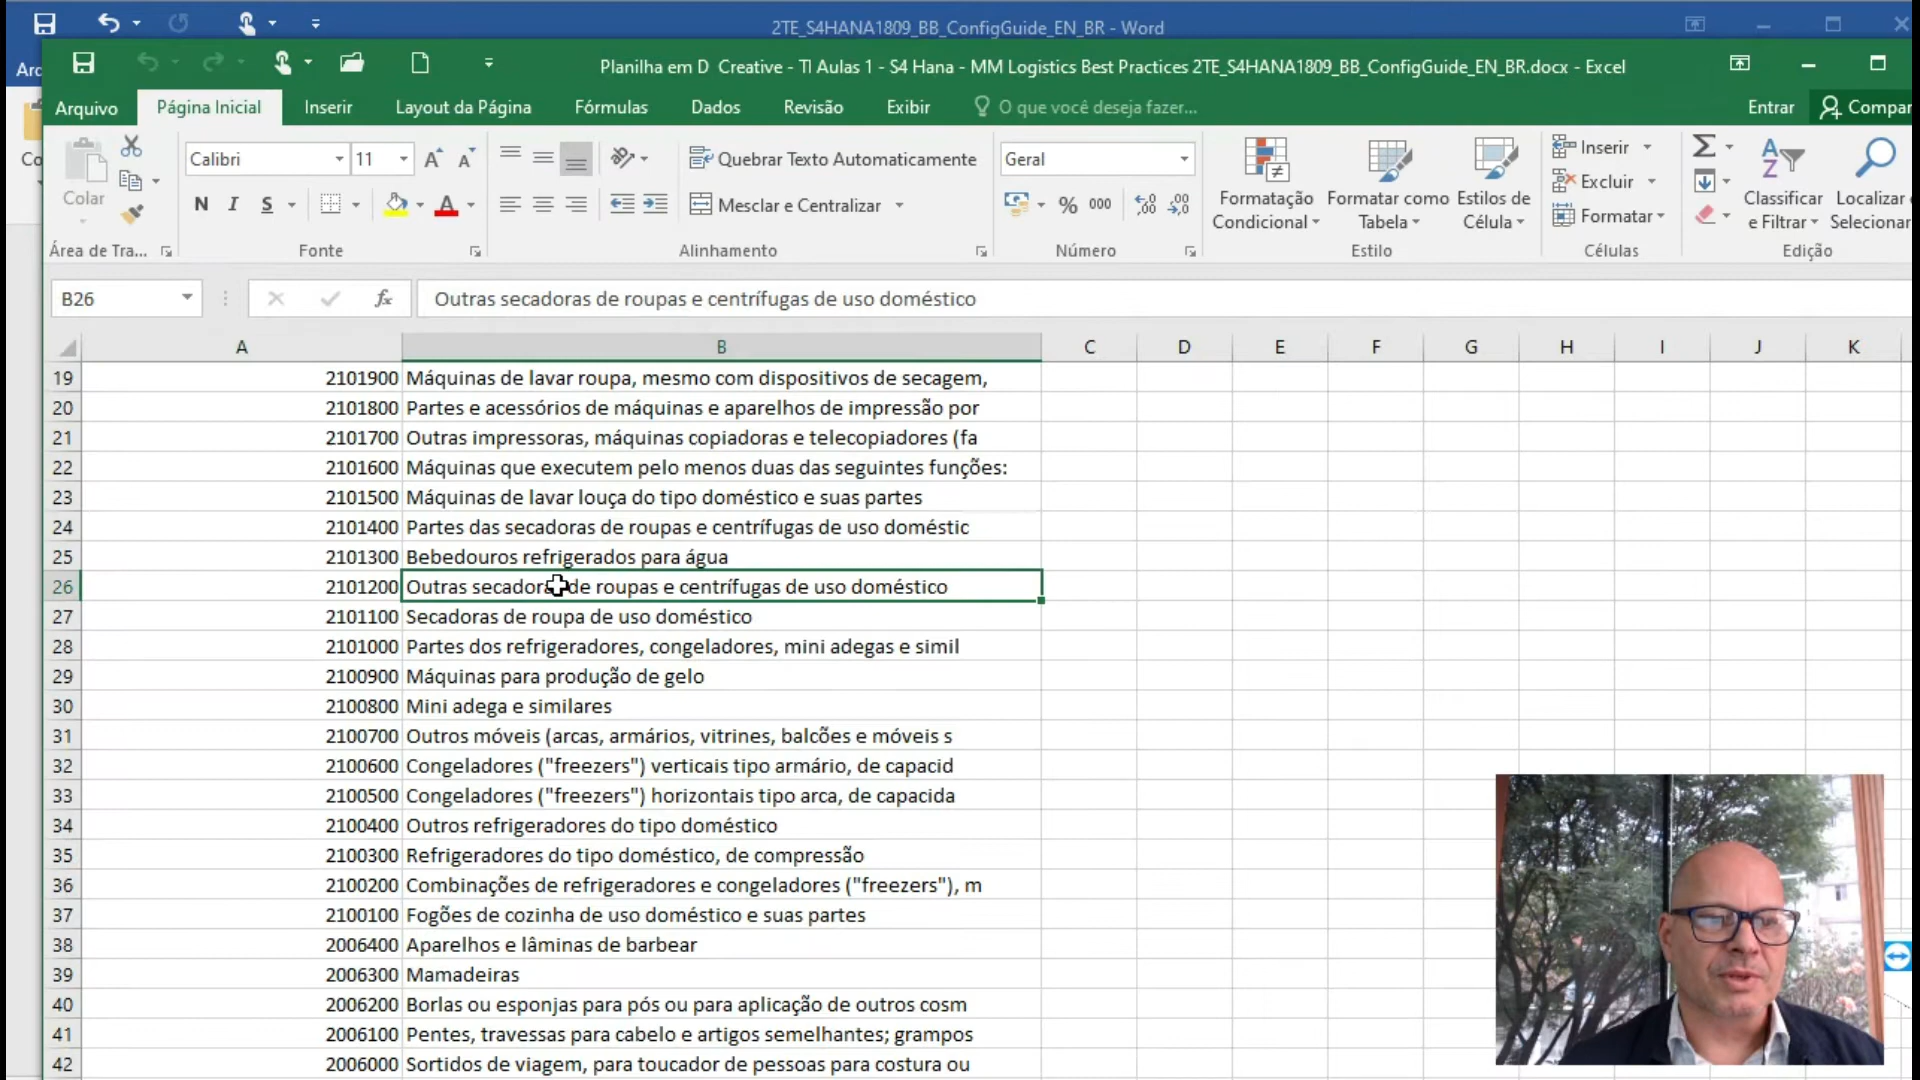 2TE_S4HANA1809_BB_ConfigGuide_EN_BR - Word
Planilha em D  Creative - TI Aulas 1 - S4 Hana - MM Logistics Best Practices 2TE_S4HANA1809_BB_ConfigGuide_EN_BR.docx - Excel
Arquivo Página Inicial Inserir Layout da Página Fórmulas Dados Revisão Exibir O que você deseja fazer... Entrar Compar
Colar
Calibri 11
N I S
Quebrar Texto Automaticamente
Mesclar e Centralizar
Geral
% 000
Formatação Condicional
Formatar como Tabela
Estilos de Célula
Inserir
Excluir
Formatar
Classificar e Filtrar
Localizar
Selecionar
Área de Tra... Fonte Alinhamento Número Estilo Células Edição
B26 fx Outras secadoras de roupas e centrífugas de uso doméstico
A B C D E F G H I J K
19 2101900 Máquinas de lavar roupa, mesmo com dispositivos de secagem,
20 2101800 Partes e acessórios de máquinas e aparelhos de impressão por
21 2101700 Outras impressoras, máquinas copiadoras e telecopiadores (fa
22 2101600 Máquinas que executem pelo menos duas das seguintes funções:
23 2101500 Máquinas de lavar louça do tipo doméstico e suas partes
24 2101400 Partes das secadoras de roupas e centrífugas de uso doméstic
25 2101300 Bebedouros refrigerados para água
26 2101200 Outras secadoras de roupas e centrífugas de uso doméstico
27 2101100 Secadoras de roupa de uso doméstico
28 2101000 Partes dos refrigeradores, congeladores, mini adegas e simil
29 2100900 Máquinas para produção de gelo
30 2100800 Mini adega e similares
31 2100700 Outros móveis (arcas, armários, vitrines, balcões e móveis s
32 2100600 Congeladores ("freezers") verticais tipo armário, de capacid
33 2100500 Congeladores ("freezers") horizontais tipo arca, de capacida
34 2100400 Outros refrigeradores do tipo doméstico
35 2100300 Refrigeradores do tipo doméstico, de compressão
36 2100200 Combinações de refrigeradores e congeladores ("freezers"), m
37 2100100 Fogões de cozinha de uso doméstico e suas partes
38 2006400 Aparelhos e lâminas de barbear
39 2006300 Mamadeiras
40 2006200 Borlas ou esponjas para pós ou para aplicação de outros cosm
41 2006100 Pentes, travessas para cabelo e artigos semelhantes; grampos
42 2006000 Sortidos de viagem, para toucador de pessoas para costura ou